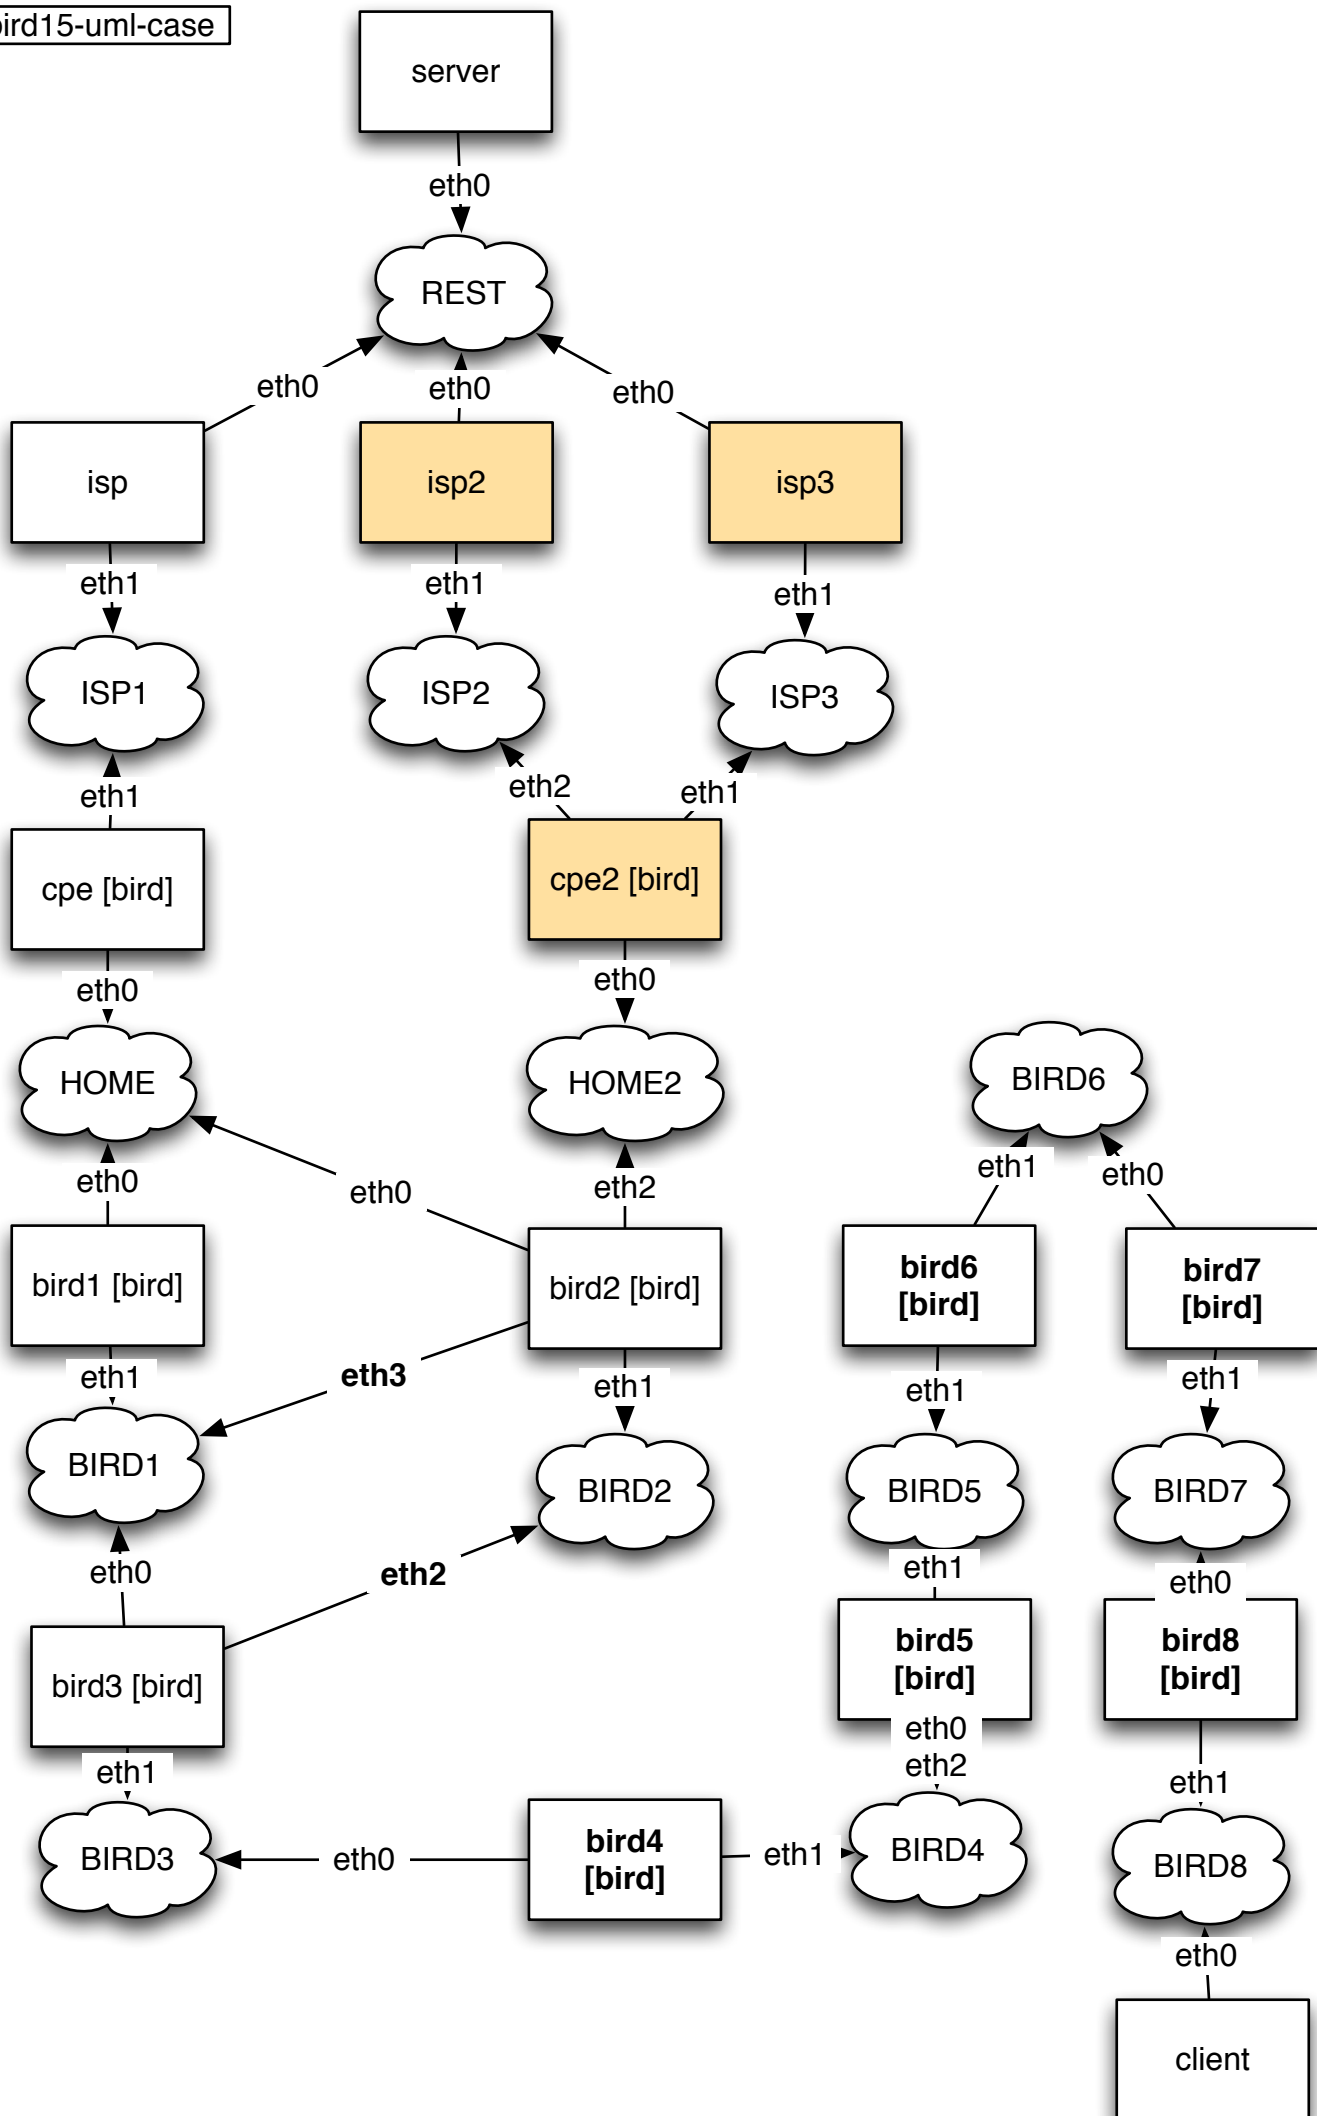 bird15-uml-case
server
eth0
REST
eth0
eth0
eth0
isp
isp2
isp3
eth1
eth1
eth1
ISP1
ISP2
ISP3
eth1
eth2
eth1
cpe [bird]
cpe2 [bird]
eth0
eth0
HOME
HOME2
BIRD6
eth0
eth0
eth2
eth1
eth0
bird1 [bird]
bird2 [bird]
bird6
[bird]
bird7
[bird]
eth1
eth3
eth1
eth1
eth1
BIRD1
BIRD2
BIRD5
BIRD7
eth0
eth2
eth1
eth0
bird3 [bird]
bird5
[bird]
bird8
[bird]
eth0
eth2
eth1
eth1
BIRD3
eth0
bird4
[bird]
eth1
BIRD4
BIRD8
eth0
client